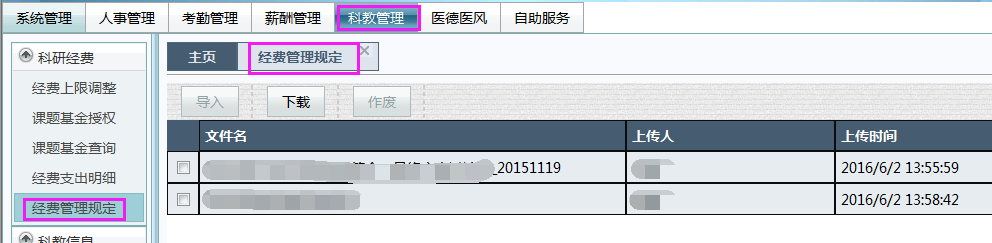 系统管理 人事管理 考勤管理 薪酬管理 科教管理 医德医风 自助服务
科研经费
经费上限调整
课题基金授权
课题基金查询
经费支出明细
经费管理规定
科教信息
主页 经费管理规定
导入 下载 作废
文件名 上传人 上传时间
_20151119 2016/6/2 13:55:59
2016/6/2 13:58:42